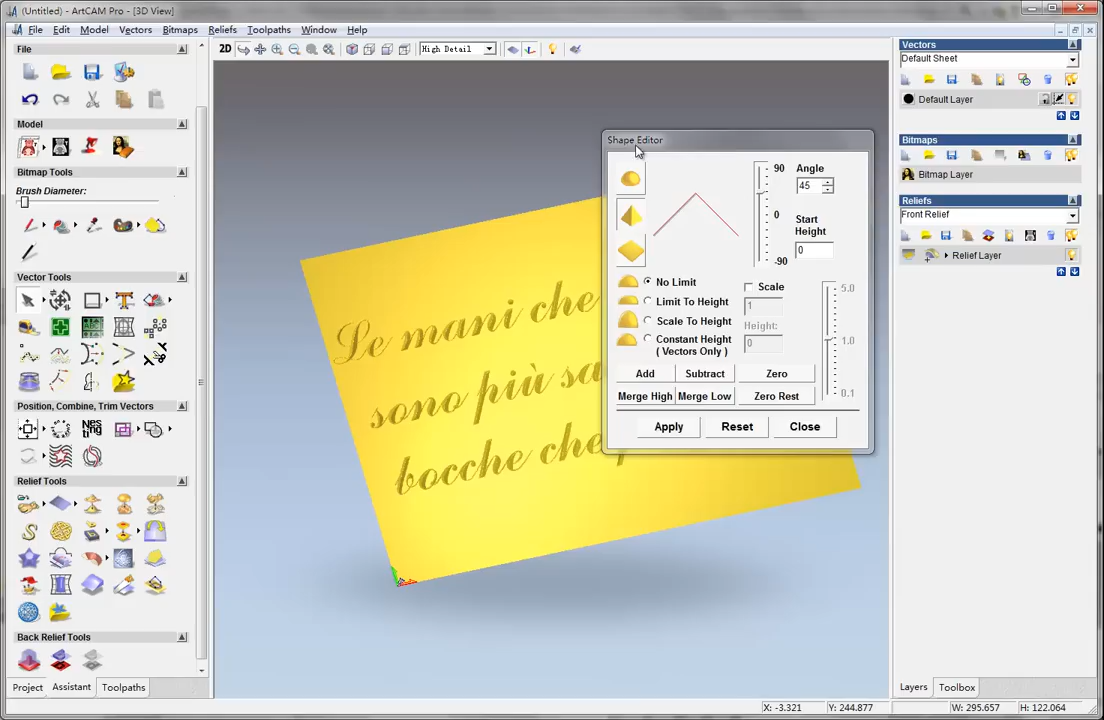 (Untitled) - ArtCAM Pro - [3D View]
File Edit Model Vectors Bitmaps Reliefs Toolpaths Window Help
File
2D
High Detail
Model
Bitmap Tools
Brush Diameter:
Vector Tools
Position, Combine, Trim Vectors
Relief Tools
Back Relief Tools
Project Assistant Toolpaths
Le mani che
sono più sa
bocche che
Shape Editor
90
0
-90
Angle
45
Start
Height
0
No Limit
Limit To Height
Scale To Height
Constant Height
( Vectors Only )
Scale
1
Height:
0
5.0
1.0
0.1
Add Subtract Zero
Merge High Merge Low Zero Rest
Apply Reset Close
Vectors
Default Sheet
Default Layer
Bitmaps
Bitmap Layer
Reliefs
Front Relief
Relief Layer
Layers Toolbox
X: -3.321 Y: 244.877 W: 295.657 H: 122.064